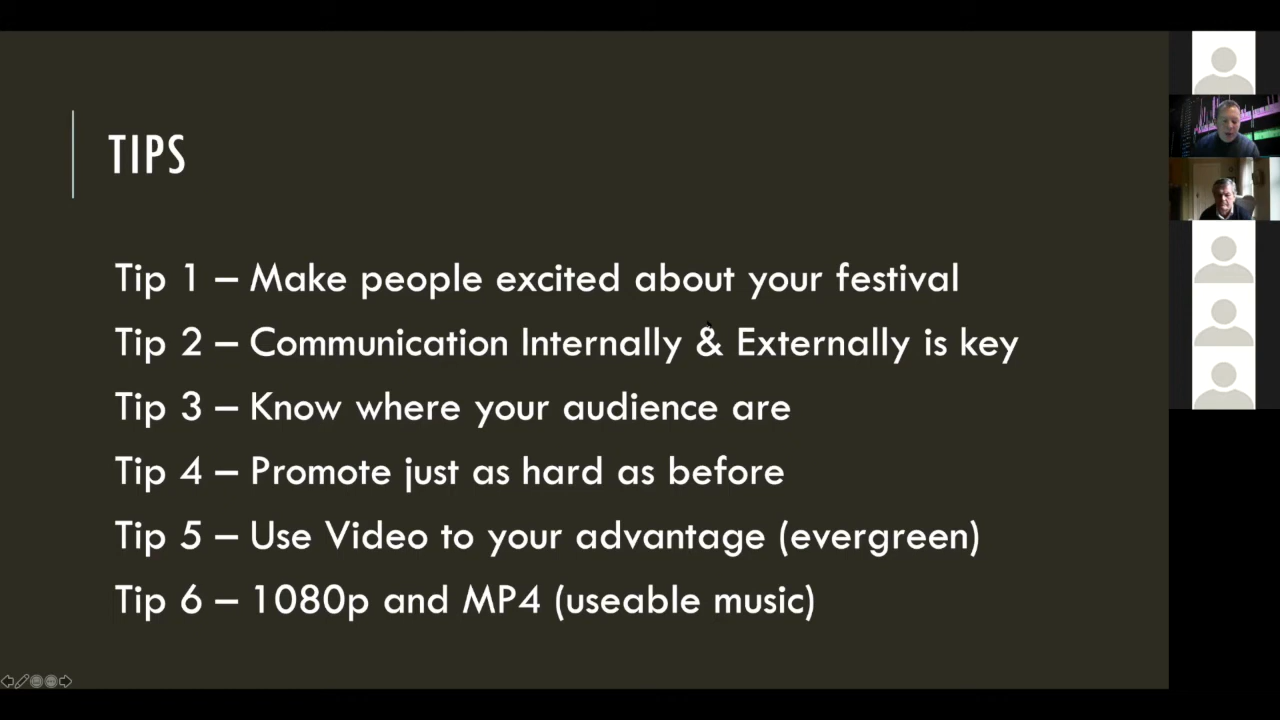 TIPS
Tip 1 – Make people excited about your festival
Tip 2 – Communication Internally & Externally is key
Tip 3 – Know where your audience are
Tip 4 – Promote just as hard as before
Tip 5 – Use Video to your advantage (evergreen)
Tip 6 – 1080p and MP4 (useable music)